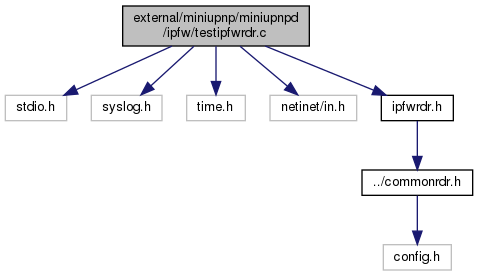 external/miniupnp/miniupnpd
/ipfw/testipfwrdr.c
stdio.h
syslog.h
time.h
netinet/in.h
ipfwrdr.h
../commonrdr.h
config.h